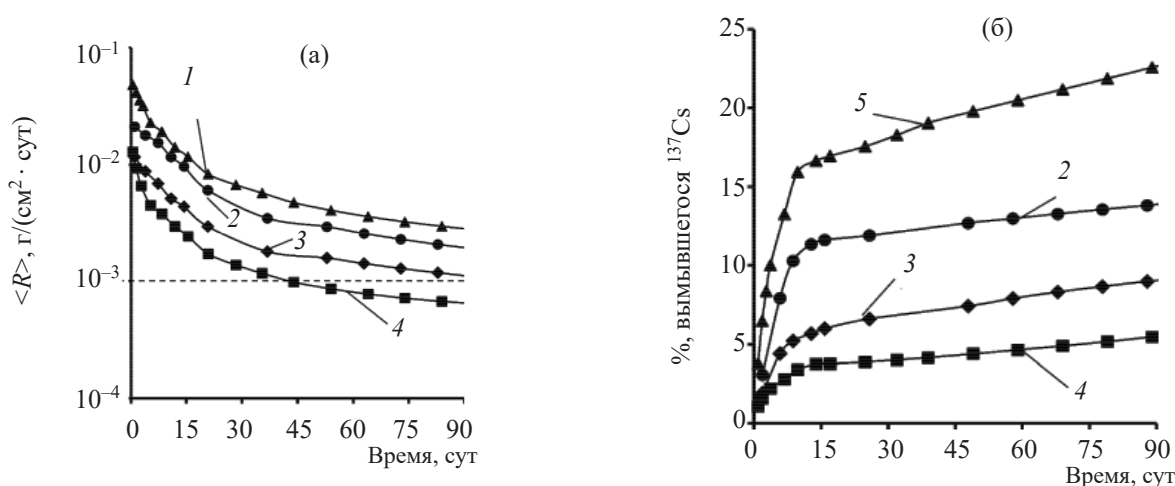 (а)
<R>, г/(см² · сут)
10⁻¹
10⁻²
10⁻³
10⁻⁴
1
2
3
4
0 15 30 45 60 75 90
Время, сут
(б)
%, вымывшегося ¹³⁷Cs
25
20
15
10
5
0
5
2
3
4
0 15 30 45 60 75 90
Время, сут